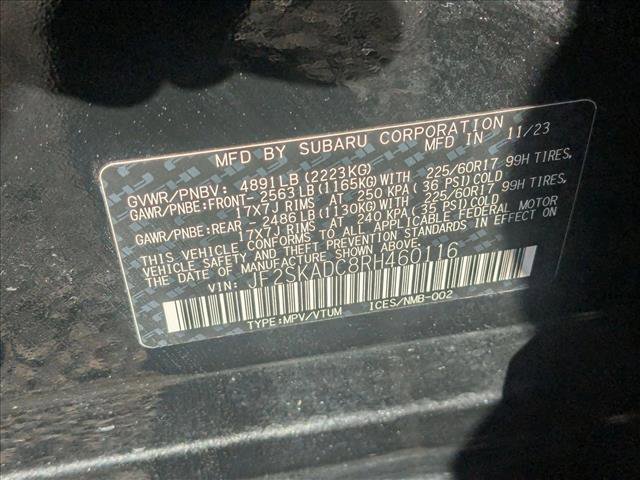 MFD BY SUBARU CORPORATION MFD IN 11/23
GVWR/PNBV: 4891LB (2223KG)
GAWR/PNBE:FRONT- 2563LB (1165KG)WITH 225/60R17 99H TIRES,
17X7J RIMS AT 250 KPA ( 36 PSI)COLD
GAWR/PNBE:REAR - 2486LB (1130KG)WITH 225/60R17 99H TIRES,
17X7J RIMS AT 240 KPA ( 35 PSI)COLD
THIS VEHICLE CONFORMS TO ALL APPLICABLE FEDERAL MOTOR
VEHICLE SAFETY AND THEFT PREVENTION STANDARDS IN EFFECT ON
THE DATE OF MANUFACTURE SHOWN ABOVE.
VIN: JF2SKADC8RH460116
TYPE:MPV/VTUM ICES/NMB-002